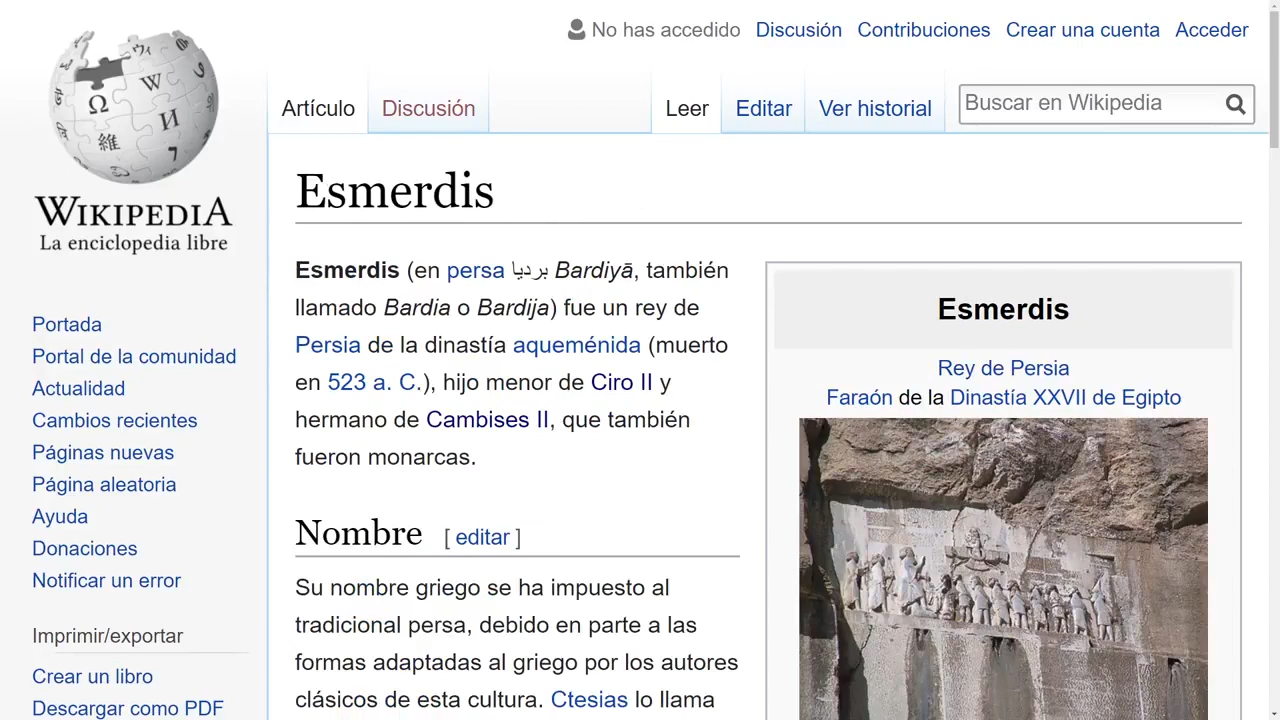 No has accedido Discusión Contribuciones Crear una cuenta Acceder
Artículo Discusión Leer Editar Ver historial Buscar en Wikipedia
WIKIPEDIA
La enciclopedia libre
Portada
Portal de la comunidad
Actualidad
Cambios recientes
Páginas nuevas
Página aleatoria
Ayuda
Donaciones
Notificar un error
Imprimir/exportar
Crear un libro
Descargar como PDF
Esmerdis
Esmerdis (en persa بردیا Bardiyā, también
llamado Bardia o Bardija) fue un rey de
Persia de la dinastía aqueménida (muerto
en 523 a. C.), hijo menor de Ciro II y
hermano de Cambises II, que también
fueron monarcas.
Nombre [ editar ]
Su nombre griego se ha impuesto al
tradicional persa, debido en parte a las
formas adaptadas al griego por los autores
clásicos de esta cultura. Ctesias lo llama
Esmerdis
Rey de Persia
Faraón de la Dinastía XXVII de Egipto